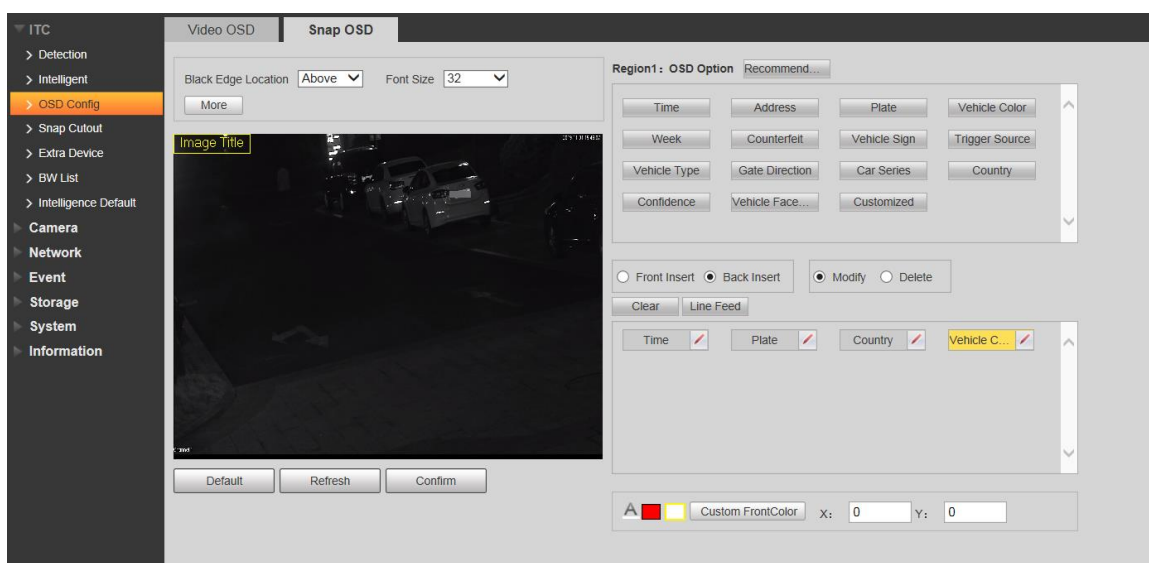 ITC
Detection
Intelligent
OSD Config
Snap Cutout
Extra Device
BW List
Intelligence Default
Camera
Network
Event
Storage
System
Information
Video OSD
Snap OSD
Black Edge Location Above Font Size 32
More
Image Title
Default Refresh Confirm
Region1: OSD Option Recommend...
Time Address Plate Vehicle Color
Week Counterfeit Vehicle Sign Trigger Source
Vehicle Type Gate Direction Car Series Country
Confidence Vehicle Face... Customized
Front Insert Back Insert Modify Delete
Clear Line Feed
Time Plate Country Vehicle C...
A Custom FrontColor X: 0 Y: 0